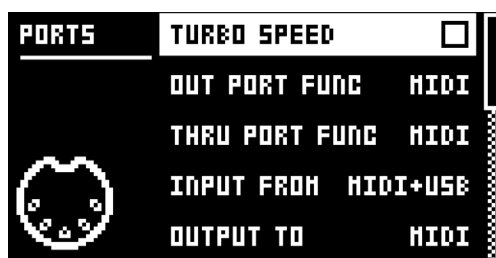 PORTS
TURBO SPEED
OUT PORT FUNC MIDI
THRU PORT FUNC MIDI
INPUT FROM MIDI+USB
OUTPUT TO MIDI